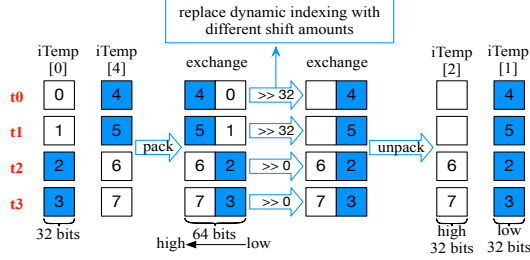 replace dynamic indexing with
different shift amounts
iTemp iTemp exchange exchange iTemp iTemp
[0] [4] [2] [1]
t0 0 4 4 0 >> 32 4 4
t1 1 5 5 1 >> 32 5 5
pack unpack
t2 2 6 6 2 >> 0 6 2 6 2
t3 3 7 7 3 >> 0 7 3 7 3
32 bits 64 bits high low
high low 32 bits 32 bits